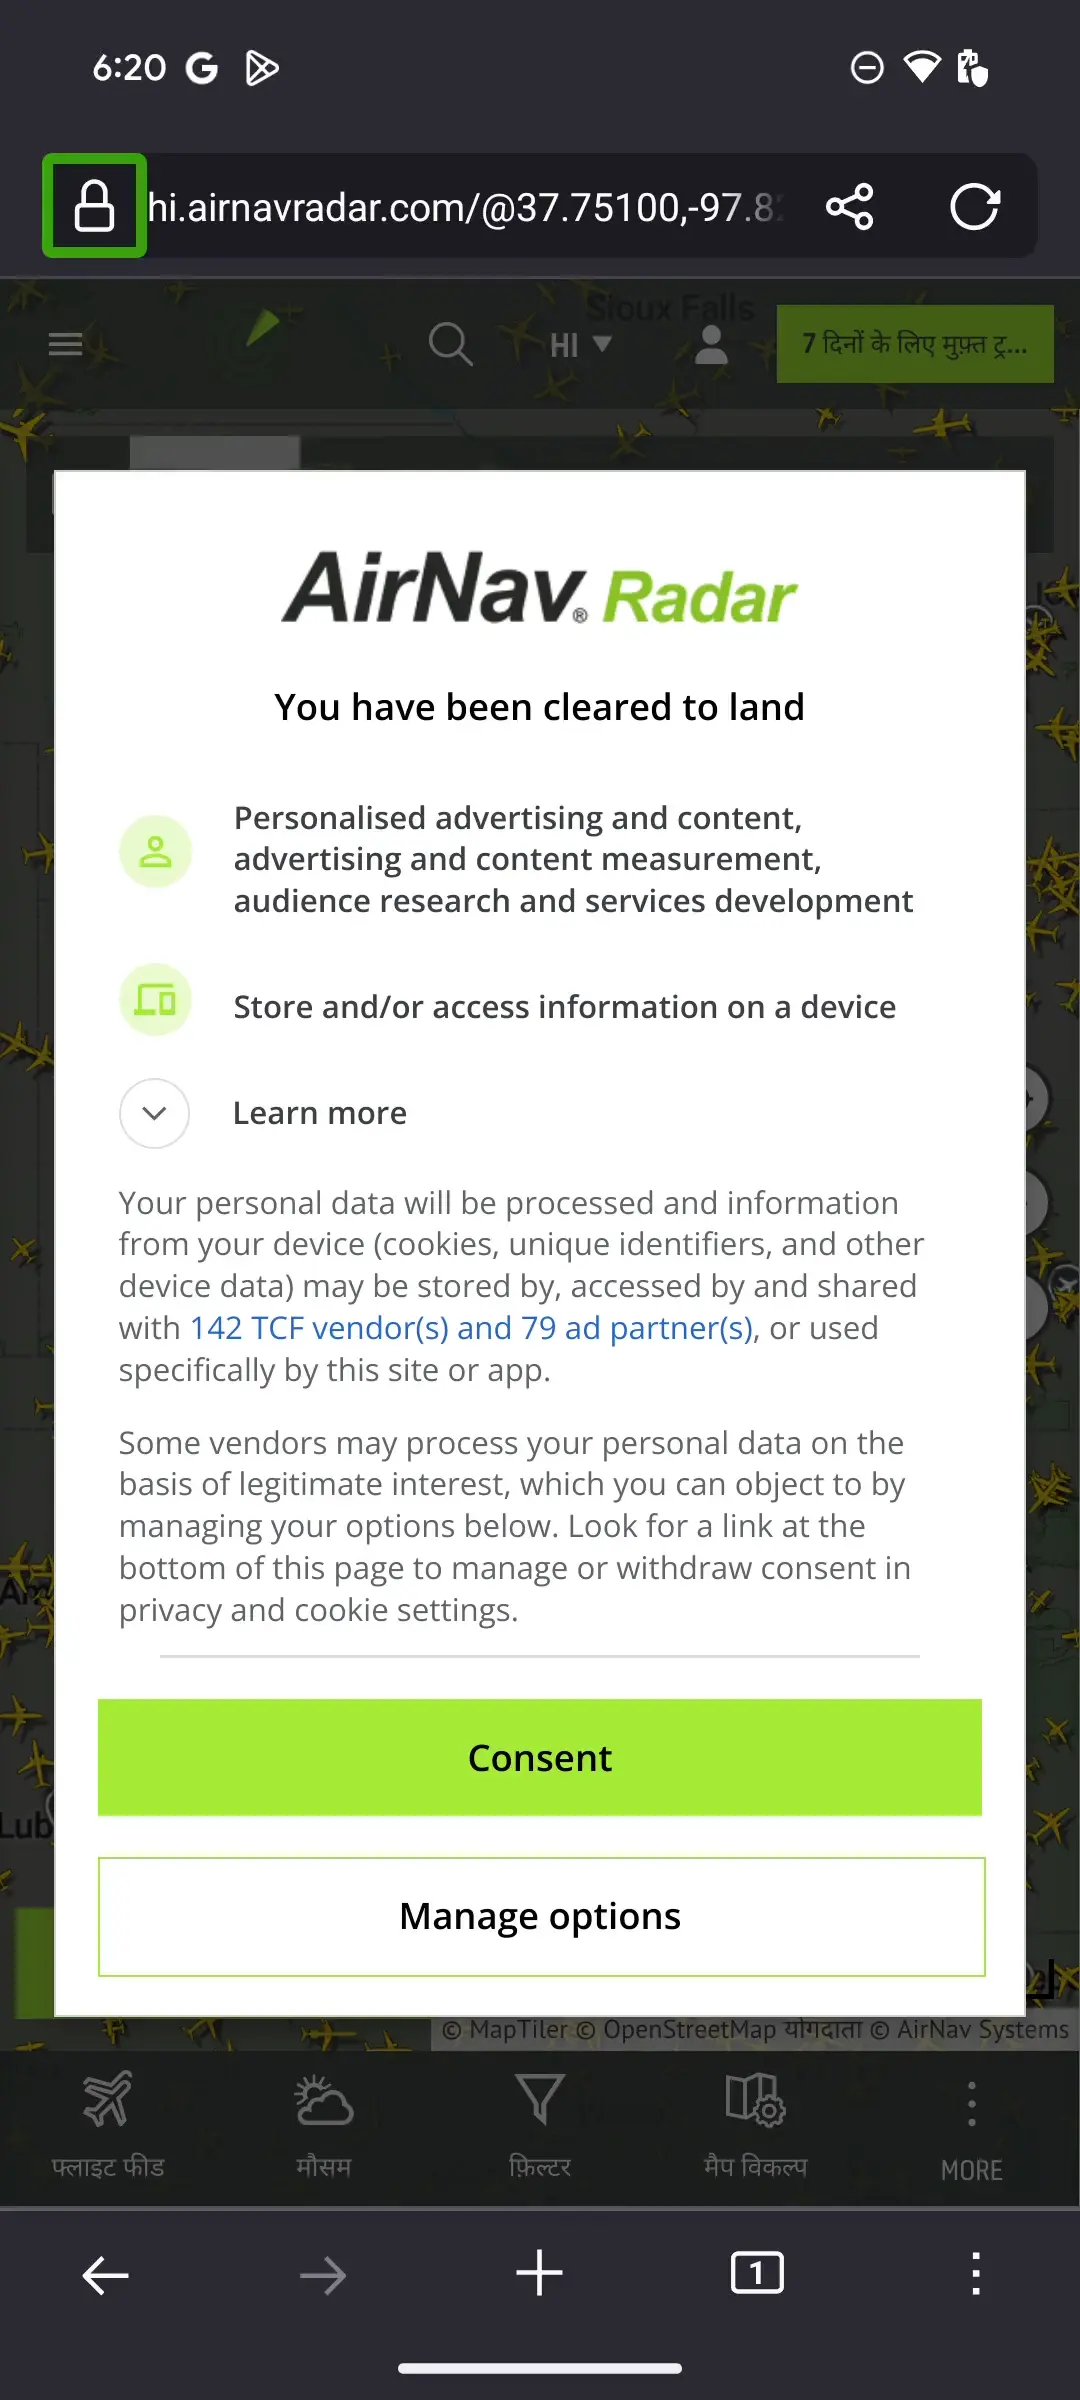 6:20
hi.airnavradar.com/@37.75100,-97.82
Sioux Falls
HI
7 दिनों के लिए मुफ़्त ट्र...
AirNav® Radar
You have been cleared to land
Personalised advertising and content,
advertising and content measurement,
audience research and services development
Store and/or access information on a device
Learn more
Your personal data will be processed and information
from your device (cookies, unique identifiers, and other
device data) may be stored by, accessed by and shared
with 142 TCF vendor(s) and 79 ad partner(s), or used
specifically by this site or app.
Some vendors may process your personal data on the
basis of legitimate interest, which you can object to by
managing your options below. Look for a link at the
bottom of this page to manage or withdraw consent in
privacy and cookie settings.
Consent
Lub
Manage options
© MapTiler © OpenStreetMap योगदाता © AirNav Systems
फ्लाइट फीड
मौसम
फ़िल्टर
मैप विकल्प
MORE
1